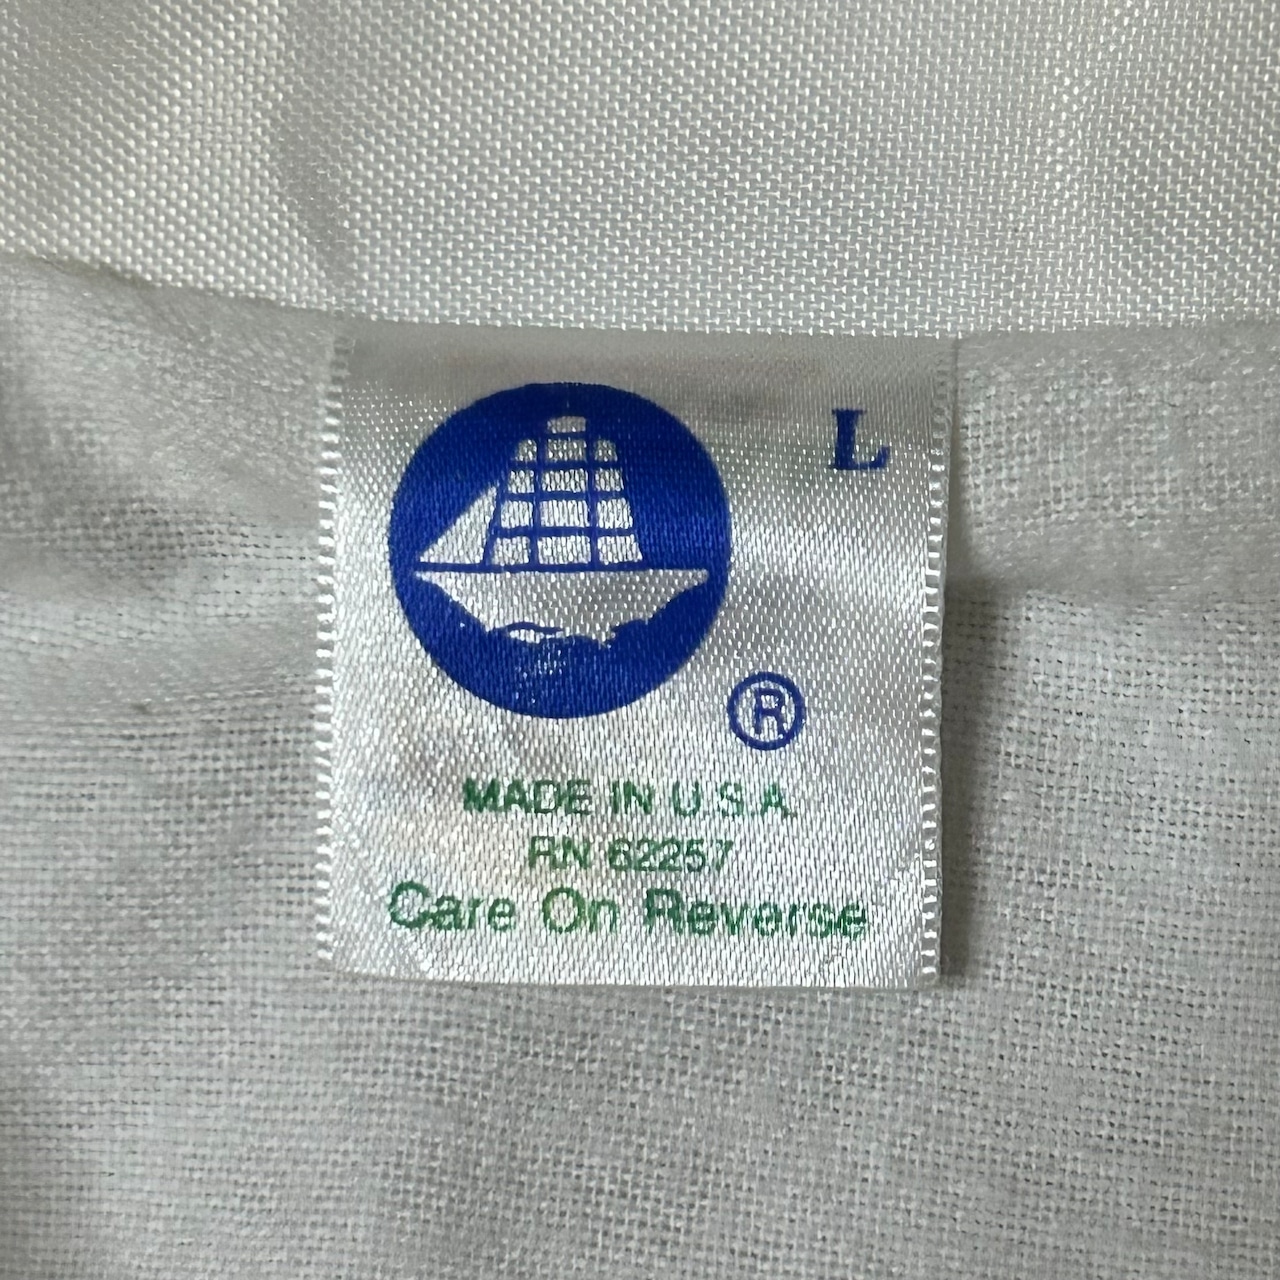 L
®
MADE IN U.S.A.
RN 62257
Care On Reverse